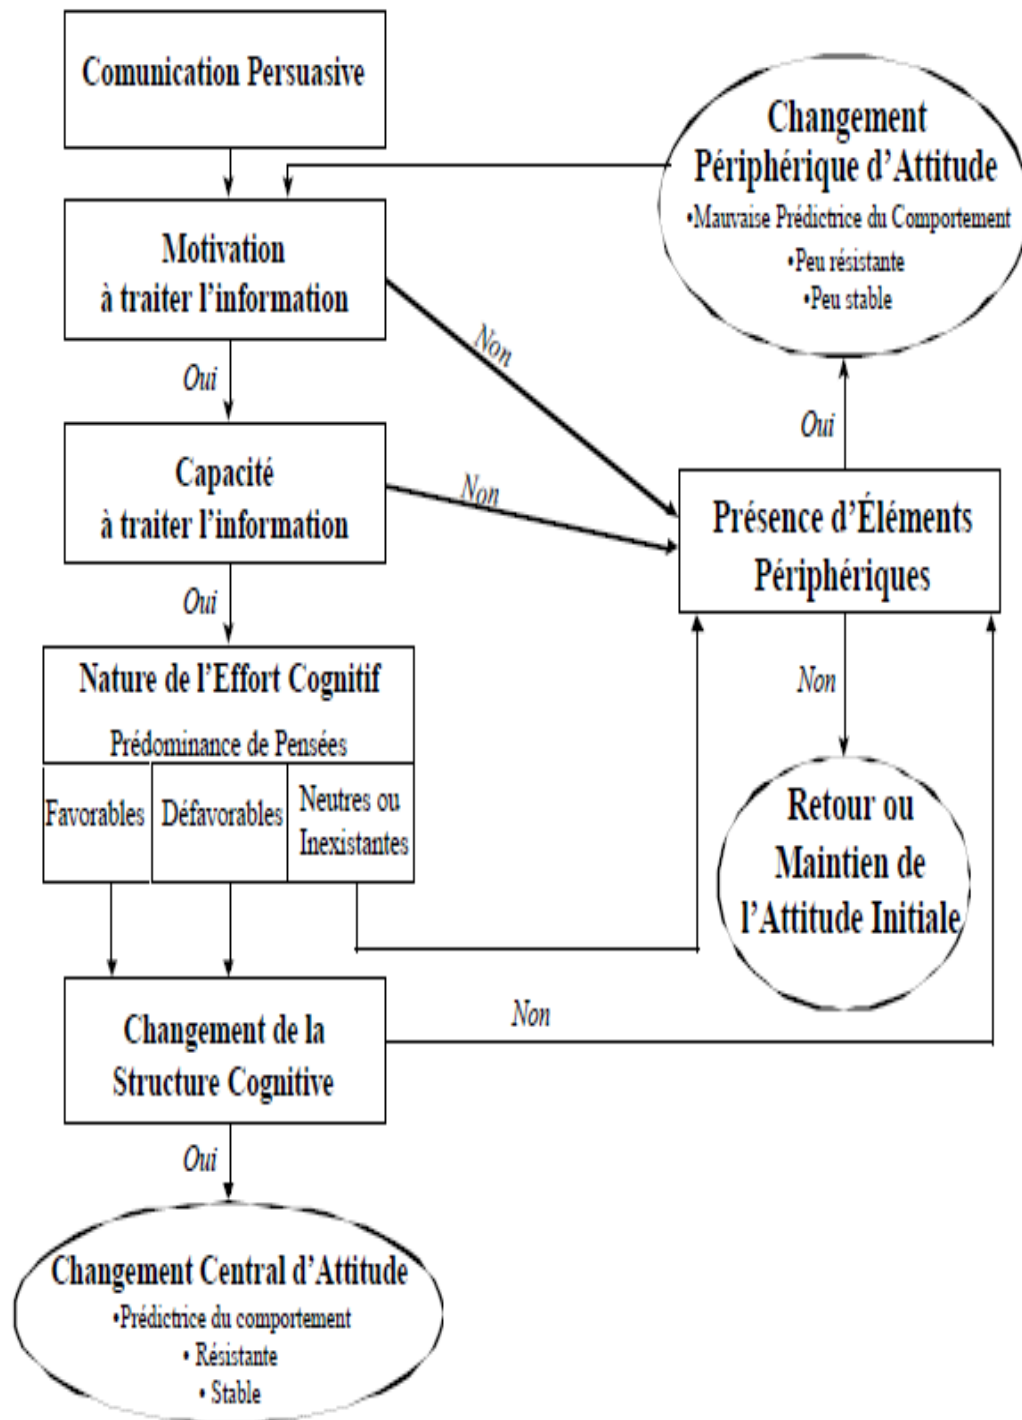 Comunication Persuasive
Changement
Périphérique d'Attitude
•Mauvaise Prédictrice du Comportement
•Peu résistante
•Peu stable
Motivation
à traiter l'information
Non
Oui
Oui
Capacité
à traiter l'information
Non
Présence d'Éléments
Périphériques
Oui
Nature de l'Effort Cognitif
Prédominance de Pensées
Favorables
Défavorables
Neutres ou
Inexistantes
Non
Retour ou
Maintien de
l'Attitude Initiale
Changement de la
Structure Cognitive
Non
Oui
Changement Central d'Attitude
•Prédictrice du comportement
• Résistante
• Stable